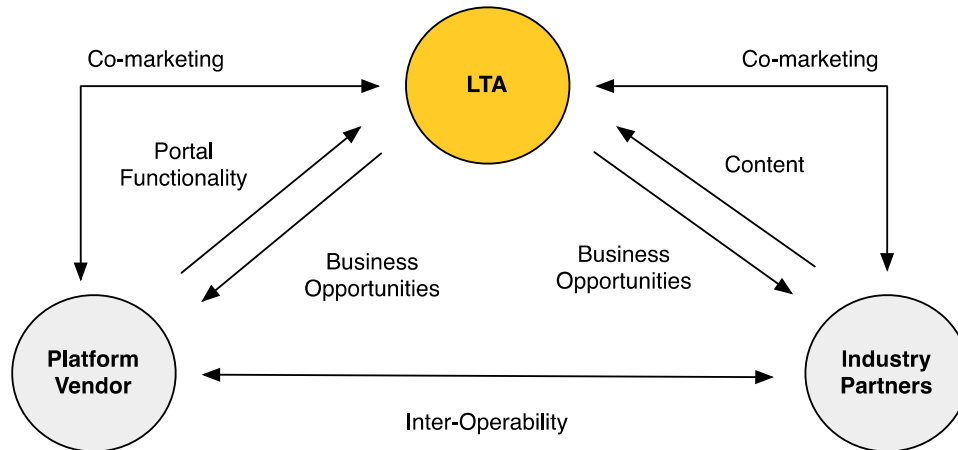 Co-marketing
LTA
Co-marketing
Portal
Functionality
Content
Business
Opportunities
Business
Opportunities
Platform
Vendor
Industry
Partners
Inter-Operability